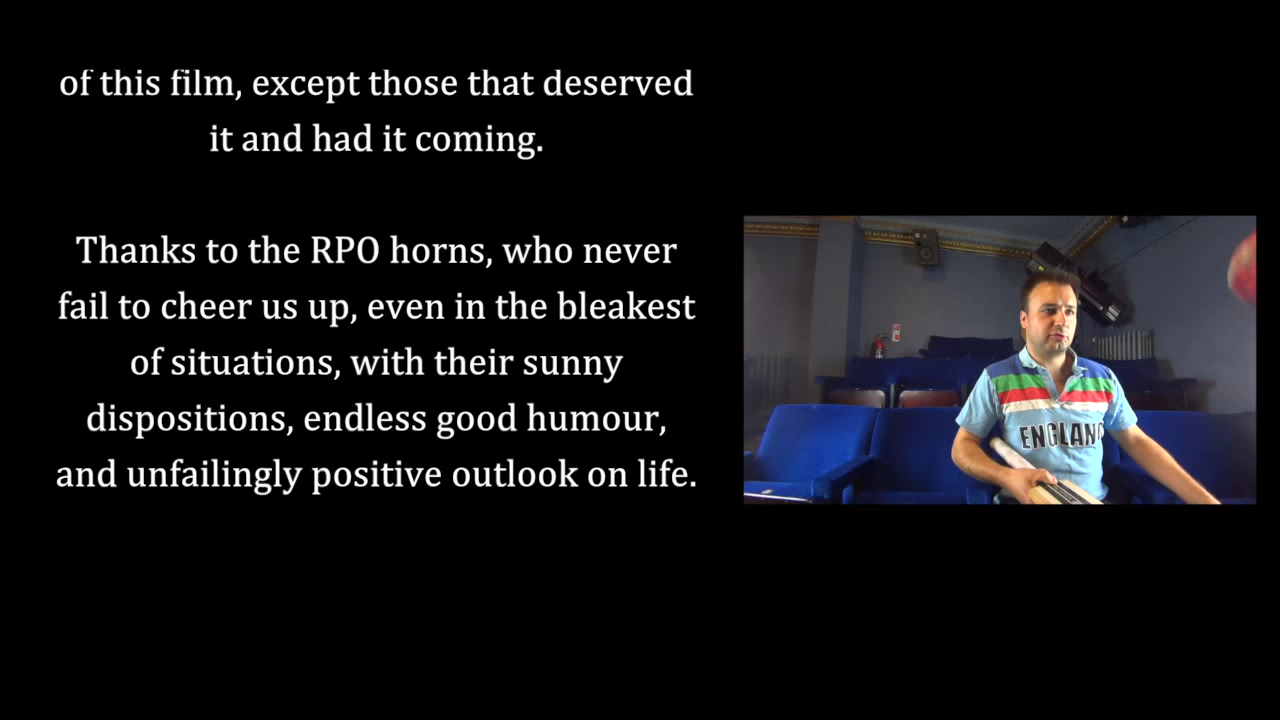 of this film, except those that deserved
it and had it coming.
Thanks to the RPO horns, who never
fail to cheer us up, even in the bleakest
of situations, with their sunny
dispositions, endless good humour,
and unfailingly positive outlook on life.
ENGLAND